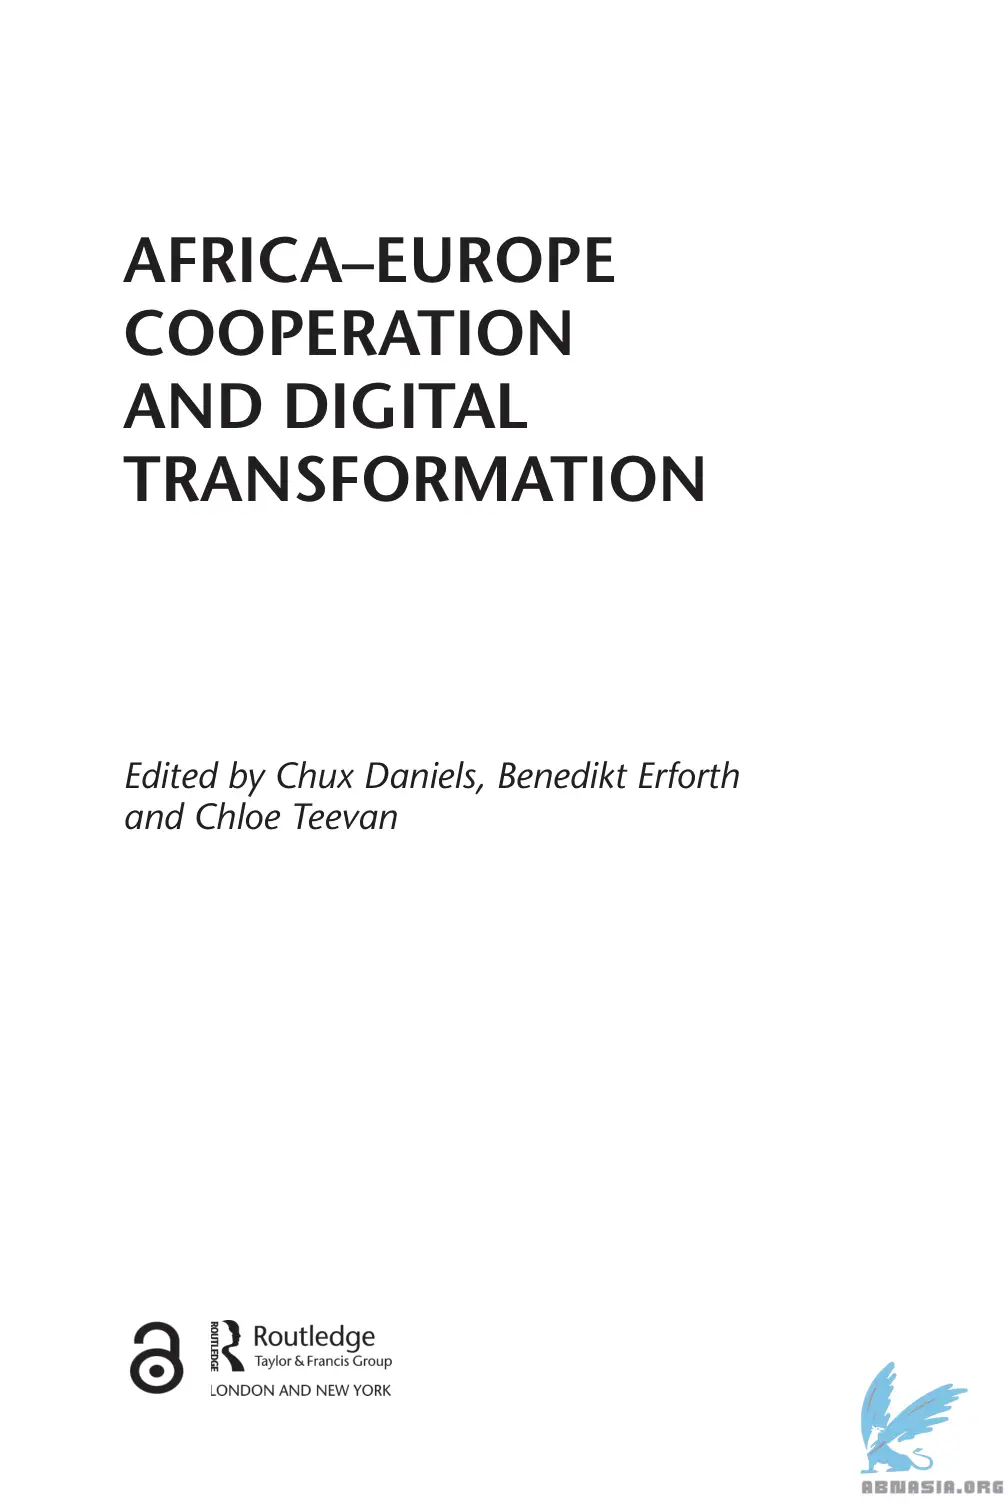 AFRICA–EUROPE
COOPERATION
AND DIGITAL
TRANSFORMATION
Edited by Chux Daniels, Benedikt Erforth
and Chloe Teevan
ROUTLEDGE
Routledge
Taylor & Francis Group
LONDON AND NEW YORK
ABNASIA.ORG